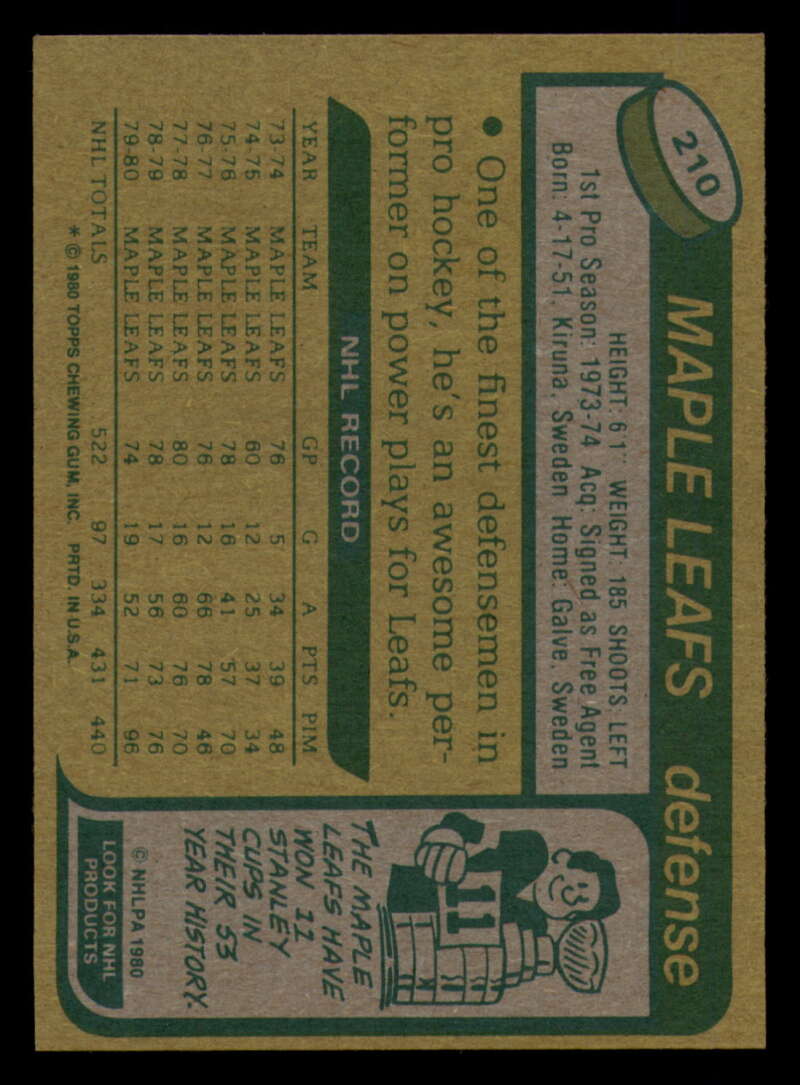 210
MAPLE LEAFS defense
HEIGHT: 6'1" WEIGHT: 185 SHOOTS: LEFT
1st Pro Season: 1973-74 Acq: Signed as Free Agent
Born: 4-17-51, Kiruna, Sweden Home: Galve, Sweden
• One of the finest defensemen in
pro hockey, he's an awesome per-
former on power plays for Leafs.
NHL RECORD
YEAR TEAM GP G A PTS PIM
73-74 MAPLE LEAFS 76 5 34 39 48
74-75 MAPLE LEAFS 60 12 25 37 34
75-76 MAPLE LEAFS 78 16 41 57 70
76-77 MAPLE LEAFS 76 12 66 78 46
77-78 MAPLE LEAFS 80 16 60 76 70
78-79 MAPLE LEAFS 78 17 56 73 76
79-80 MAPLE LEAFS 74 19 52 71 96
NHL TOTALS 522 97 334 431 440
* © 1980 TOPPS CHEWING GUM, INC. PRTD. IN U.S.A.
11
THE MAPLE
LEAFS HAVE
WON 11
STANLEY
CUPS IN
THEIR 53
YEAR HISTORY.
© NHLPA 1980
LOOK FOR NHL
PRODUCTS